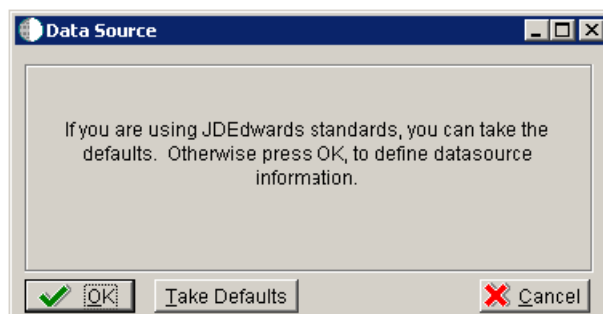 Data Source
If you are using JDEdwards standards, you can take the
defaults. Otherwise press OK, to define datasource
information.
OK
Take Defaults
Cancel